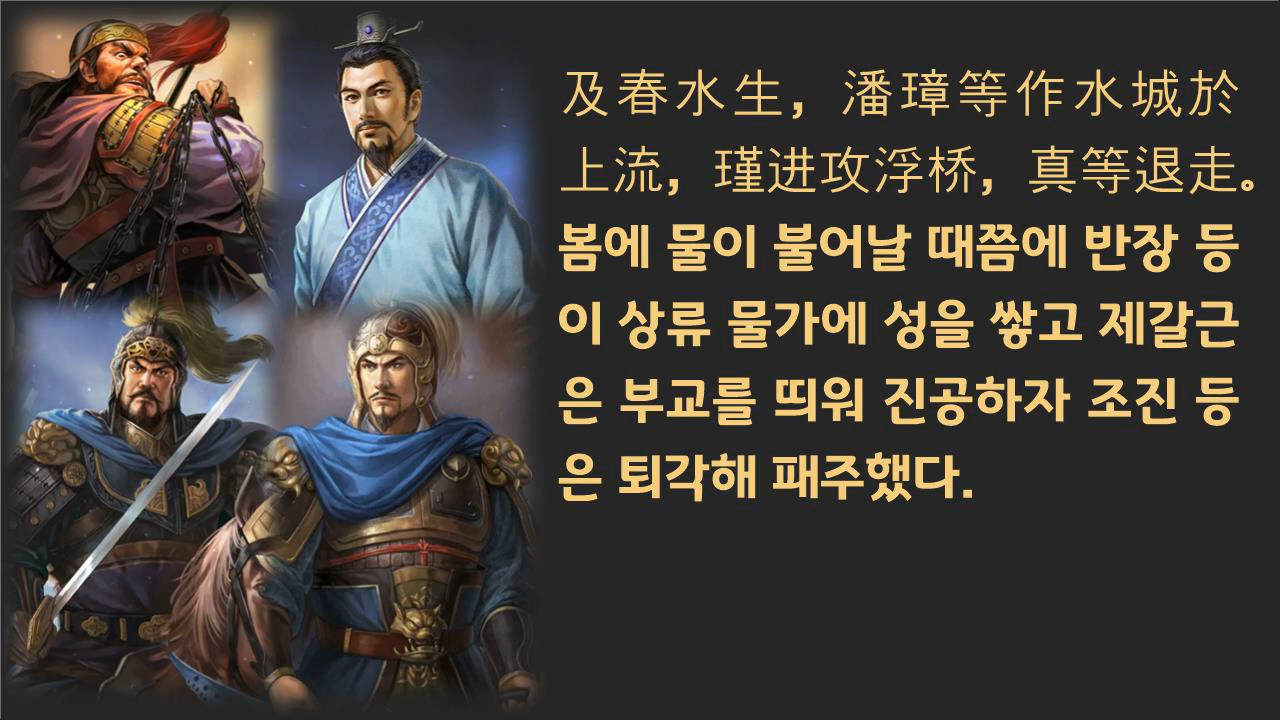 及春水生，潘璋等作水城於
上流，瑾进攻浮桥，真等退走。
봄에 물이 불어날 때쯤에 반장 등
이 상류 물가에 성을 쌓고 제갈근
은 부교를 띄워 진공하자 조진 등
은 퇴각해 패주했다.